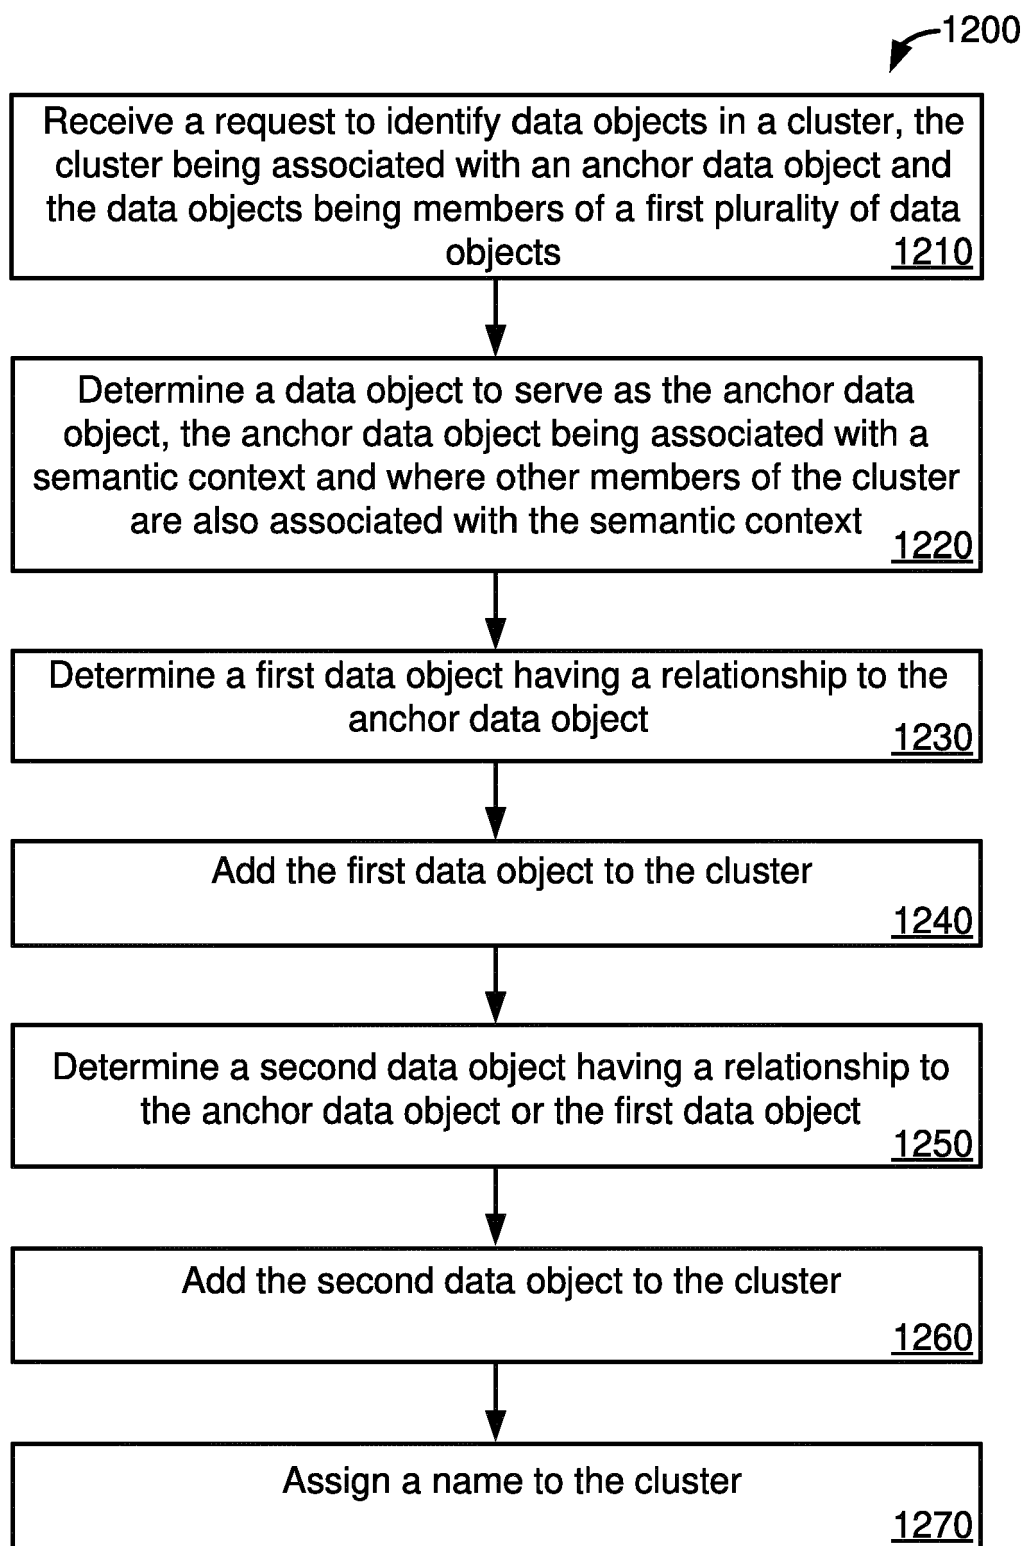 1200
Receive a request to identify data objects in a cluster, the
cluster being associated with an anchor data object and
the data objects being members of a first plurality of data
objects
1210
Determine a data object to serve as the anchor data
object, the anchor data object being associated with a
semantic context and where other members of the cluster
are also associated with the semantic context
1220
Determine a first data object having a relationship to the
anchor data object
1230
Add the first data object to the cluster
1240
Determine a second data object having a relationship to
the anchor data object or the first data object
1250
Add the second data object to the cluster
1260
Assign a name to the cluster
1270